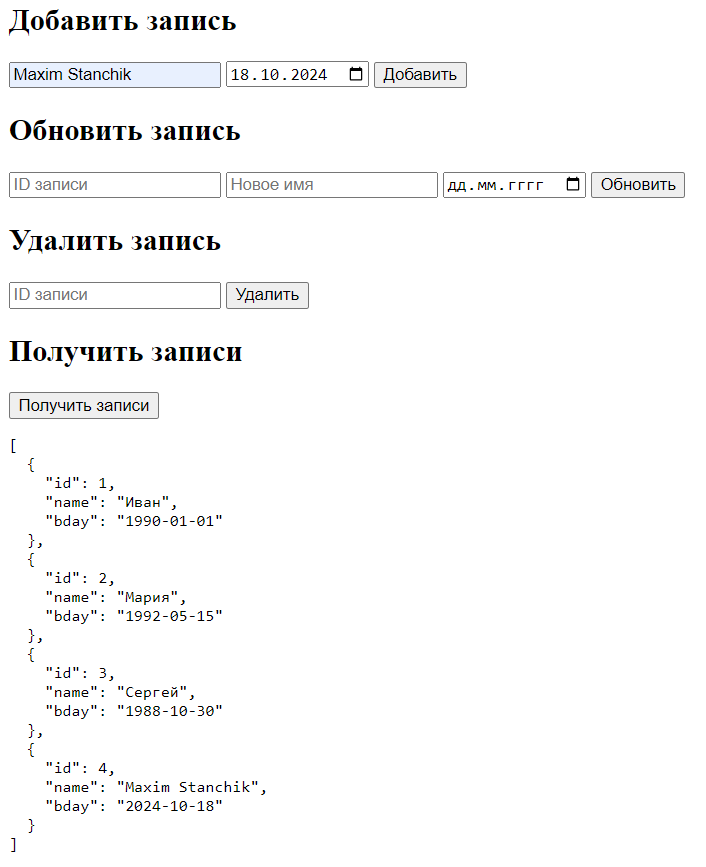 Добавить запись
Maxim Stanchik 18.10.2024 Добавить
Обновить запись
ID записи Новое имя дд.мм.гггг Обновить
Удалить запись
ID записи Удалить
Получить записи
Получить записи
[
  {
    "id": 1,
    "name": "Иван",
    "bday": "1990-01-01"
  },
  {
    "id": 2,
    "name": "Мария",
    "bday": "1992-05-15"
  },
  {
    "id": 3,
    "name": "Сергей",
    "bday": "1988-10-30"
  },
  {
    "id": 4,
    "name": "Maxim Stanchik",
    "bday": "2024-10-18"
  }
]